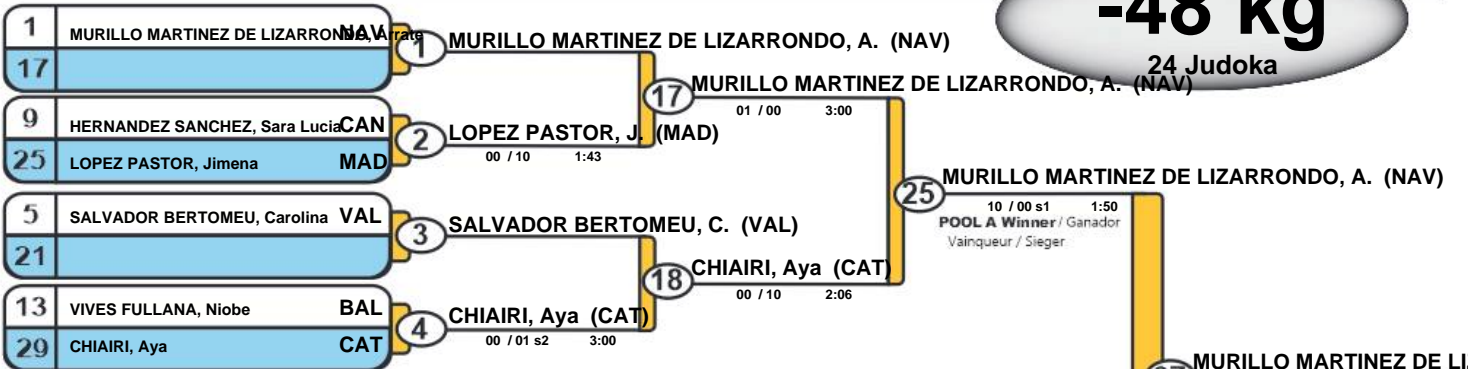 -48 kg
24 Judoka
1 MURILLO MARTINEZ DE LIZARRONDO, Arrate NAV
17
1 MURILLO MARTINEZ DE LIZARRONDO, A. (NAV)
17 MURILLO MARTINEZ DE LIZARRONDO, A. (NAV)
01 / 00 3:00
9 HERNANDEZ SANCHEZ, Sara Lucia CAN
25 LOPEZ PASTOR, Jimena MAD
2 LOPEZ PASTOR, J. (MAD)
00 / 10 1:43
25 MURILLO MARTINEZ DE LIZARRONDO, A. (NAV)
10 / 00 s1 1:50
POOL A Winner / Ganador
Vainqueur / Sieger
5 SALVADOR BERTOMEU, Carolina VAL
21
3 SALVADOR BERTOMEU, C. (VAL)
18 CHIAIRI, Aya (CAT)
00 / 10 2:06
13 VIVES FULLANA, Niobe BAL
29 CHIAIRI, Aya CAT
4 CHIAIRI, Aya (CAT)
00 / 01 s2 3:00
MURILLO MARTINEZ DE